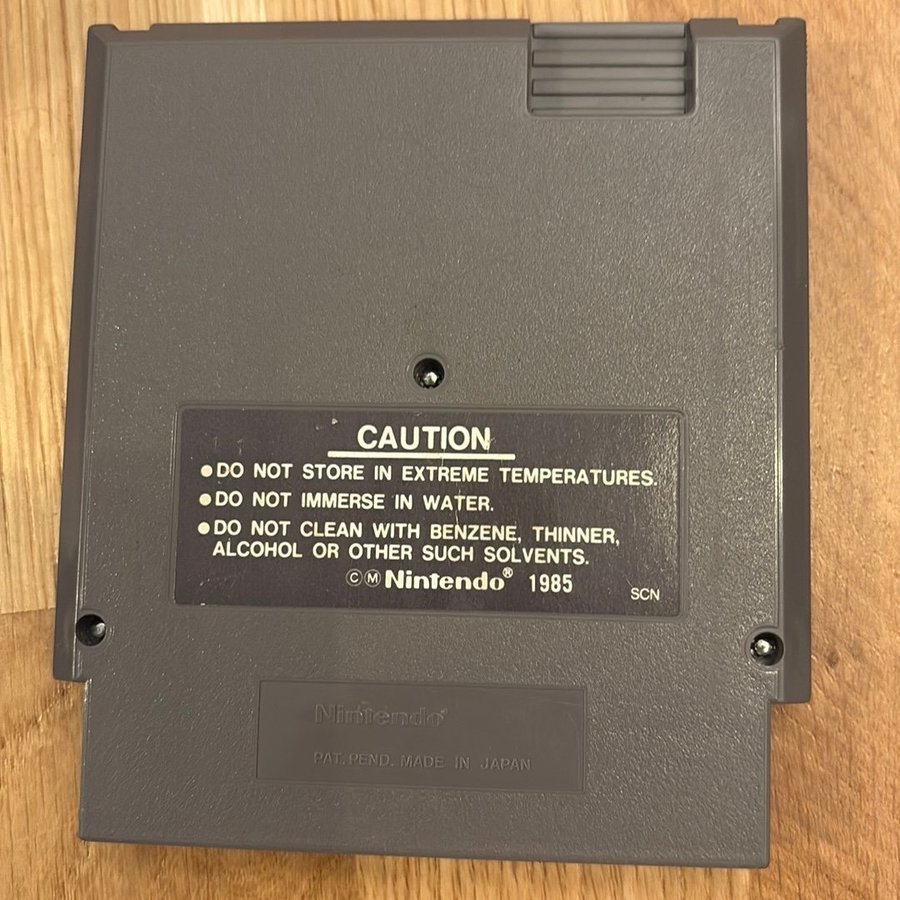 CAUTION
●DO NOT STORE IN EXTREME TEMPERATURES.
●DO NOT IMMERSE IN WATER.
●DO NOT CLEAN WITH BENZENE, THINNER,
ALCOHOL OR OTHER SUCH SOLVENTS.
ⒸⓂNintendo® 1985
SCN
Nintendo®
PAT. PEND. MADE IN JAPAN